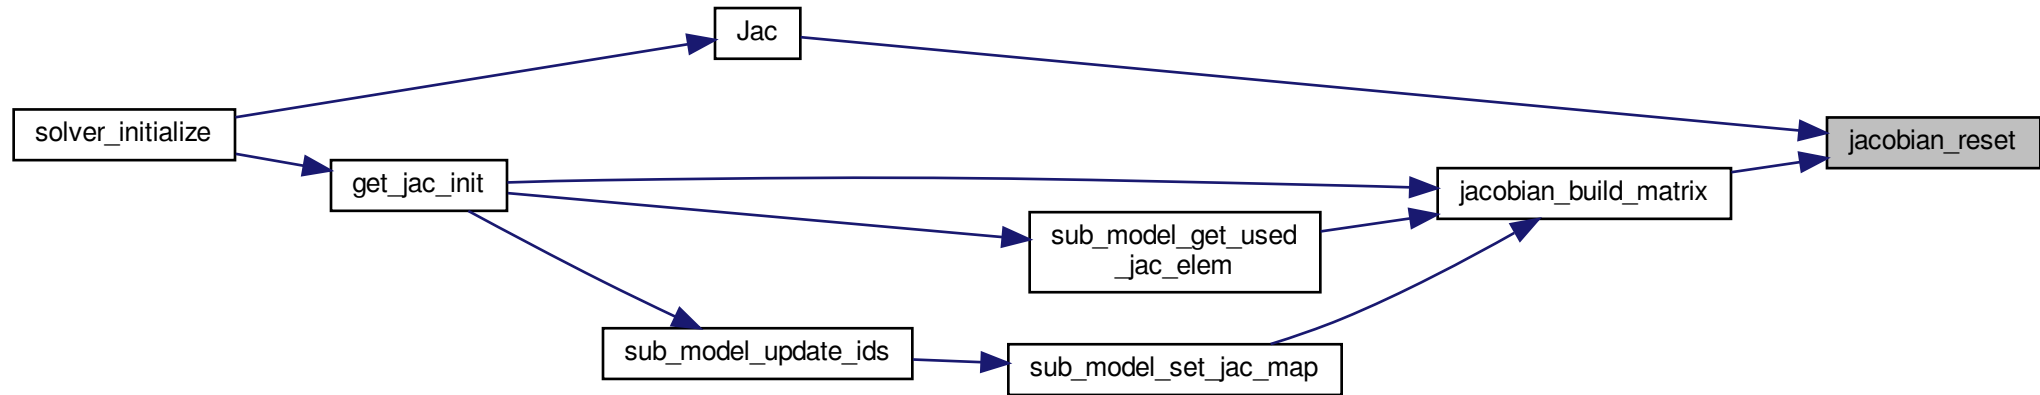 Jac
solver_initialize
jacobian_reset
get_jac_init
jacobian_build_matrix
sub_model_get_used
_jac_elem
sub_model_update_ids
sub_model_set_jac_map